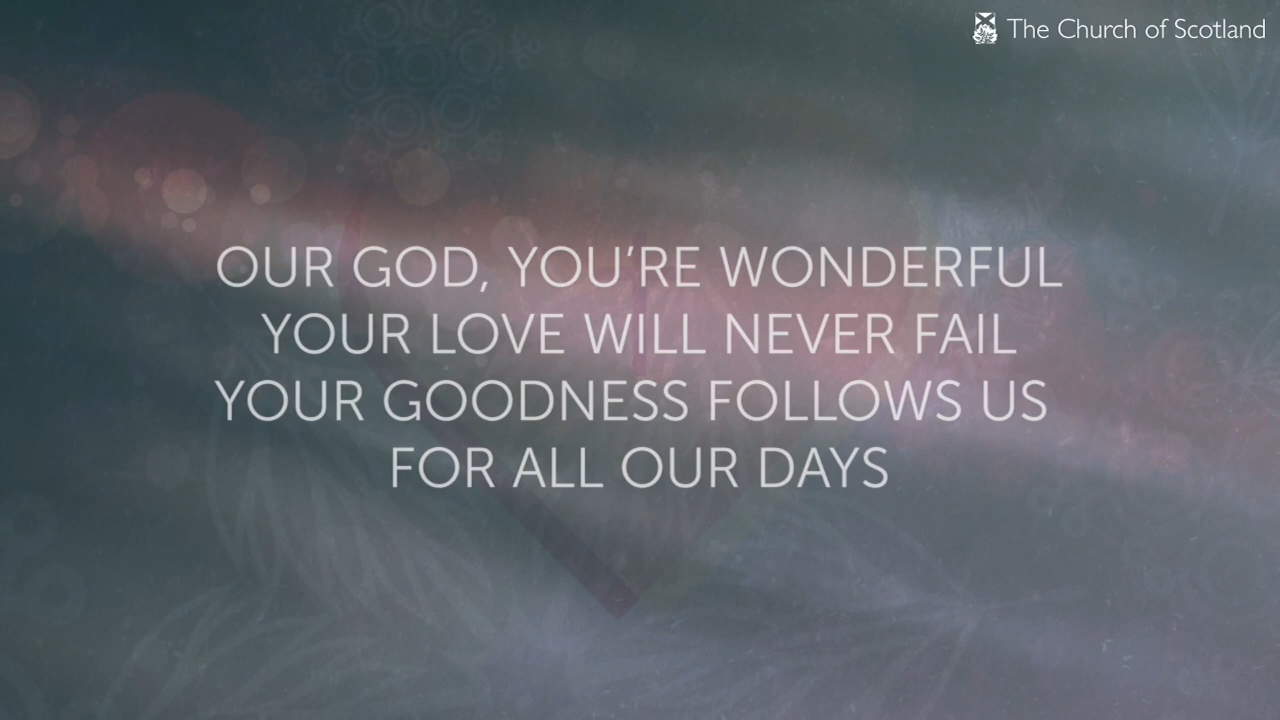 The Church of Scotland
OUR GOD, YOU'RE WONDERFUL
YOUR LOVE WILL NEVER FAIL
YOUR GOODNESS FOLLOWS US
FOR ALL OUR DAYS